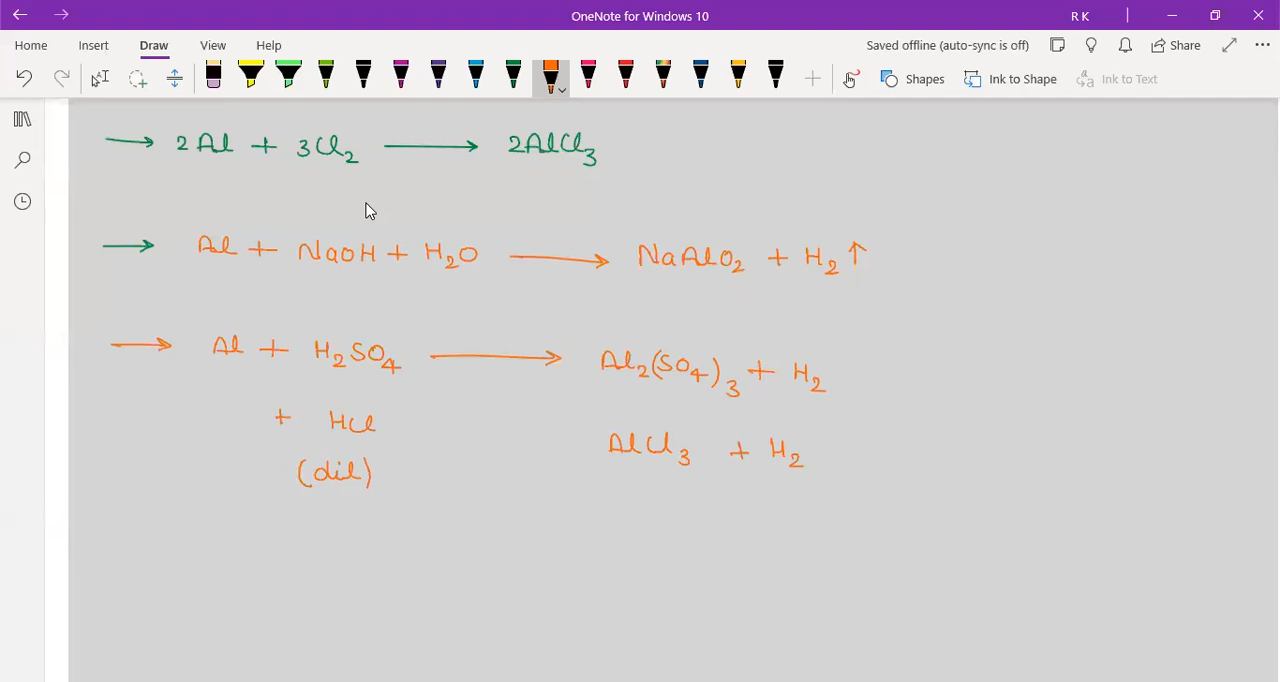 OneNote for Windows 10
R K
Home Insert Draw View Help
Saved offline (auto-sync is off)
Share
Shapes
Ink to Shape
Ink to Text
→ 2Al + 3Cl₂ → 2AlCl₃
→ Al + NaOH + H₂O → NaAlO₂ + H₂ ↑
→ Al + H₂SO₄ → Al₂(SO₄)₃ + H₂
+ HCl AlCl₃ + H₂
(dil)